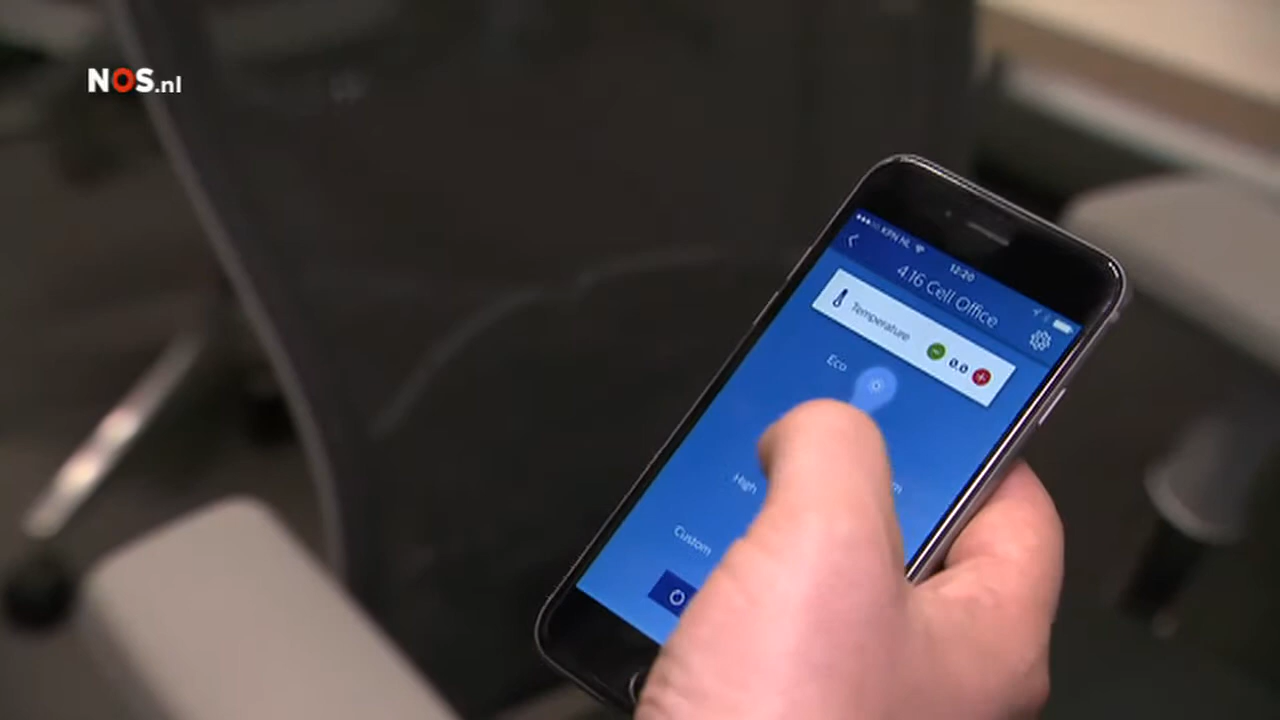 NOS.nl
KPN NL
12:20
4.16 Cell Office
Temperature
0.0
Eco
High
Custom